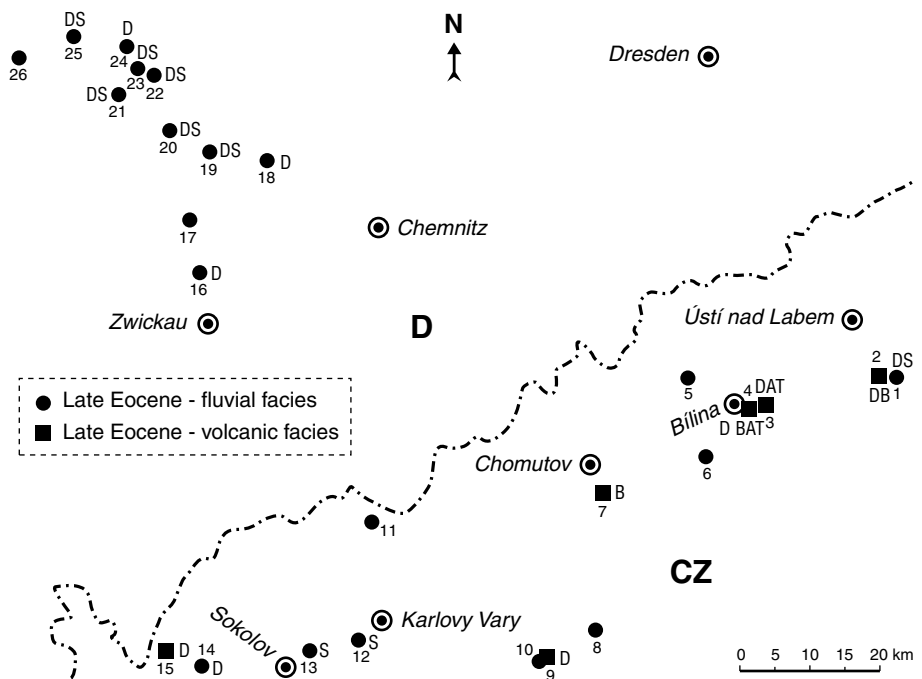 DS
25
26
D
24
DS
23
DS
22
DS
21
DS
20
DS
19
D
18
17
D
16
N
Dresden
Chemnitz
Zwickau
D
Ústí nad Labem
Late Eocene - fluvial facies
Late Eocene - volcanic facies
2
DS
DB
1
5
4
DAT
Bílina
D
BAT
3
6
Chomutov
B
7
11
CZ
Karlovy Vary
Sokolov
S
12
S
13
14
D
15
D
8
10
D
9
0 5 10 15 20 km